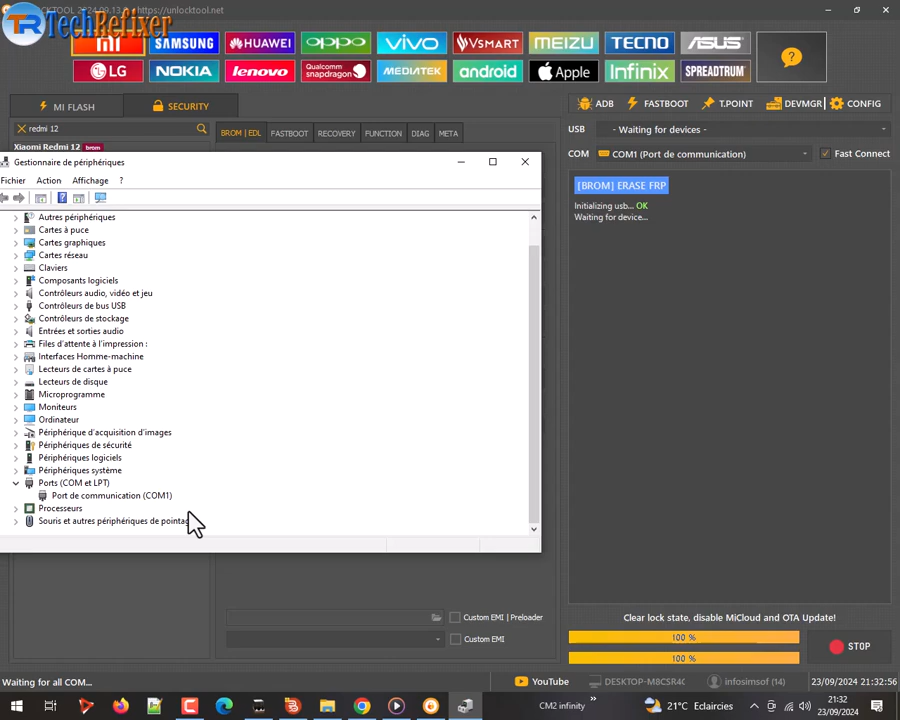 LOCKTOOL 2024.09.13.0 https://unlocktool.net
TR TechRefixer
mi SAMSUNG HUAWEI OPPO vivo VSMART MEIZU TECNO ASUS
LG NOKIA lenovo Qualcomm snapdragon MEDIATEK android Apple Infinix SPREADTRUM ?
MI FLASH SECURITY
ADB FASTBOOT T.POINT DEVMGR CONFIG
redmi 12
BROM | EDL FASTBOOT RECOVERY FUNCTION DIAG META
USB - Waiting for devices -
Xiaomi Redmi 12 brom
COM COM1 (Port de communication) Fast Connect
Gestionnaire de périphériques
Fichier Action Affichage ?
Autres périphériques
Cartes à puce
Cartes graphiques
Cartes réseau
Claviers
Composants logiciels
Contrôleurs audio, vidéo et jeu
Contrôleurs de bus USB
Contrôleurs de stockage
Entrées et sorties audio
Files d'attente à l'impression :
Interfaces Homme-machine
Lecteurs de cartes à puce
Lecteurs de disque
Microprogramme
Moniteurs
Ordinateur
Périphérique d'acquisition d'images
Périphériques de sécurité
Périphériques logiciels
Périphériques système
Ports (COM et LPT)
Port de communication (COM1)
Processeurs
Souris et autres périphériques de pointag
[BROM] ERASE FRP
Initializing usb... OK
Waiting for device...
Custom EMI | Preloader
Custom EMI
Clear lock state, disable MiCloud and OTA Update!
100 %
100 %
STOP
Waiting for all COM...
YouTube DESKTOP-M8CSR4C infosimsof (14) 23/09/2024 21:32:56
CM2 infinity
21°C Eclaircies
21:32
23/09/2024